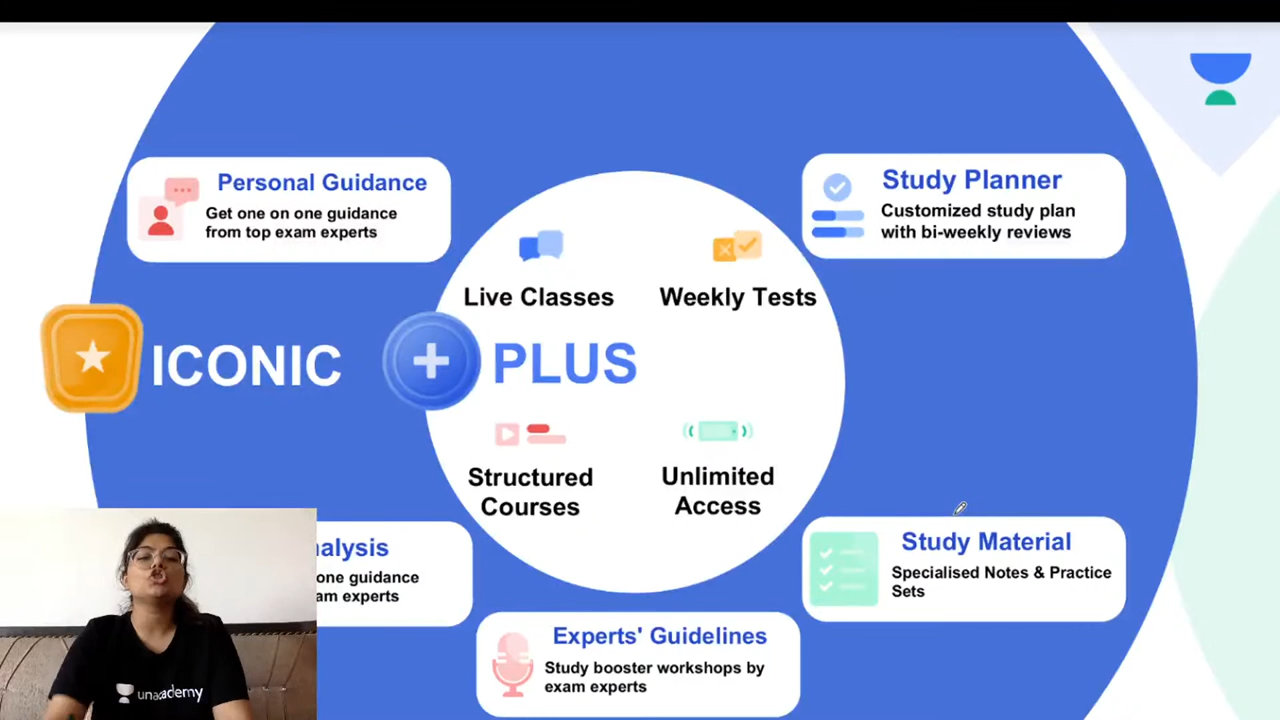 Personal Guidance
Get one on one guidance
from top exam experts
Study Planner
Customized study plan
with bi-weekly reviews
Live Classes
Weekly Tests
ICONIC
PLUS
Structured
Courses
Unlimited
Access
alysis
one guidance
am experts
Study Material
Specialised Notes & Practice
Sets
Experts' Guidelines
Study booster workshops by
exam experts
unacademy